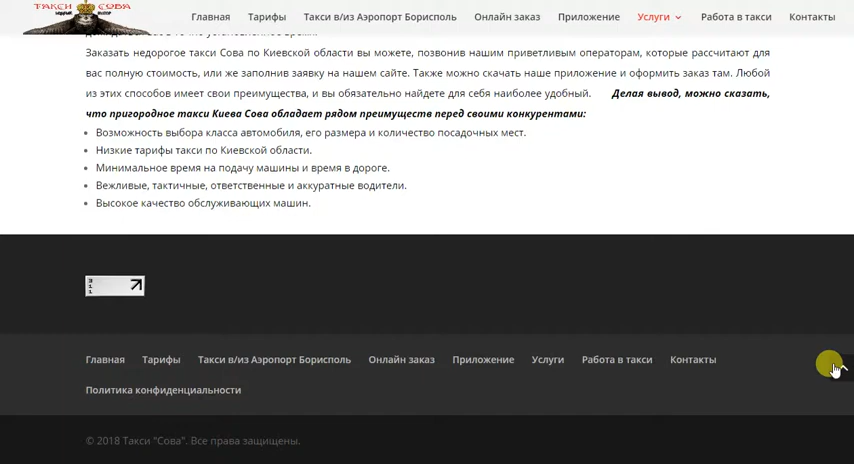 ТАКСИ СОВА
Главная Тарифы Такси в/из Аэропорт Борисполь Онлайн заказ Приложение Услуги Работа в такси Контакты
Заказать недорогое такси Сова по Киевской области вы можете, позвонив нашим приветливым операторам, которые рассчитают для
вас полную стоимость, или же заполнив заявку на нашем сайте. Также можно скачать наше приложение и оформить заказ там. Любой
из этих способов имеет свои преимущества, и вы обязательно найдете для себя наиболее удобный. Делая вывод, можно сказать,
что пригородное такси Киева Сова обладает рядом преимуществ перед своими конкурентами:
Возможность выбора класса автомобиля, его размера и количество посадочных мест.
Низкие тарифы такси по Киевской области.
Минимальное время на подачу машины и время в дороге.
Вежливые, тактичные, ответственные и аккуратные водители.
Высокое качество обслуживающих машин.
Главная Тарифы Такси в/из Аэропорт Борисполь Онлайн заказ Приложение Услуги Работа в такси Контакты
Политика конфиденциальности
© 2018 Такси "Сова". Все права защищены.